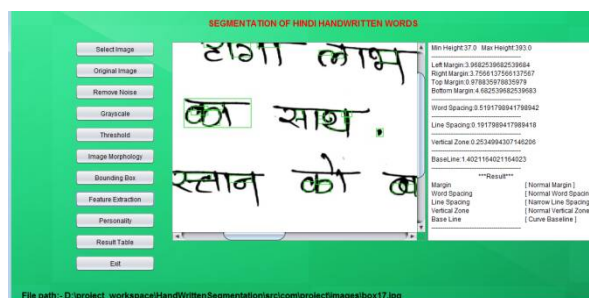 SEGMENTATION OF HINDI HANDWRITTEN WORDS
Select Image
Original Image
Remove Noise
Grayscale
Threshold
Image Morphology
Bounding Box
Feature Extraction
Personality
Result Table
Exit
लाभ
का साथ .
स्थान को
Min Height:37.0 Max Height:393.0
Left Margin:3.9682539682539684
Right Margin:3.7566137566137567
Top Margin:0.978835978835979
Bottom Margin:4.682539682539683
Word Spacing:0.5191798941798942
Line Spacing:0.1917989417989418
Vertical Zone:0.2534994307146206
BaseLine:1.4021164021164023
***Result***
Margin [ Normal Margin ]
Word Spacing [ Normal Word Spacing
Line Spacing [ Narrow Line Spacing
Vertical Zone [ Normal Vertical Zone
Base Line [ Curve Baseline ]
File path:- D:\project_workspace\HandWrittenSegmentation\src\com\project\images\box17.jpg